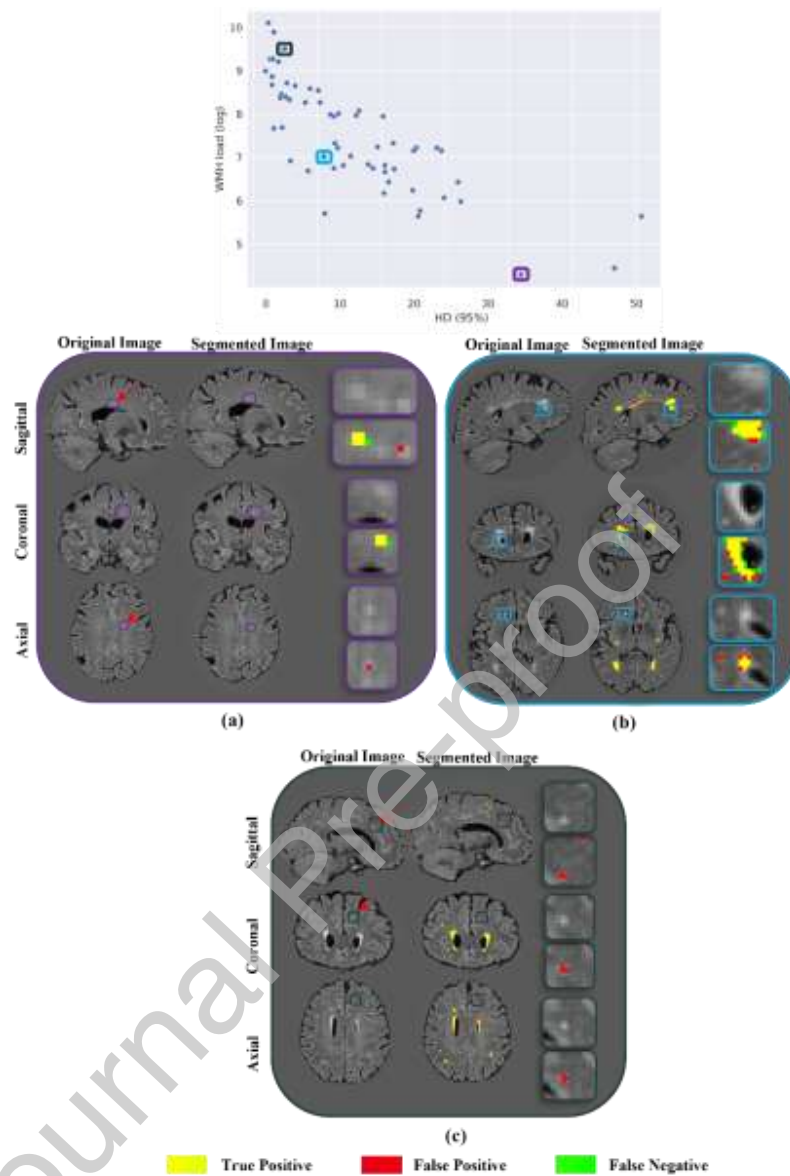 10
9
8
7
6
5
WMH load (log)
0 10 20 30 40 50
HD (95%)
Original Image Segmented Image
Original Image Segmented Image
Sagittal
Coronal
Axial
(a)
(b)
Original Image Segmented Image
Sagittal
Coronal
Axial
(c)
True Positive False Positive False Negative
Journal Pre-proof